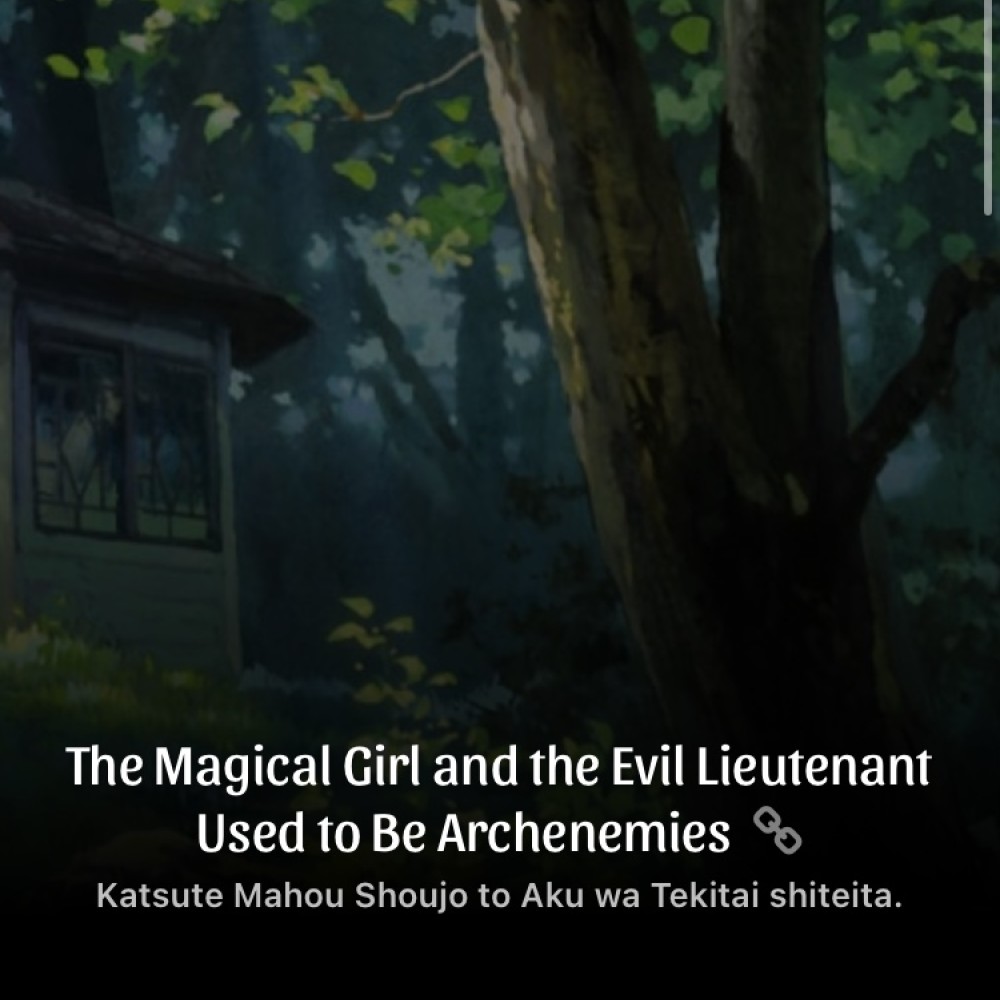 The Magical Girl and the Evil Lieutenant
Used to Be Archenemies
Katsute Mahou Shoujo to Aku wa Tekitai shiteita.